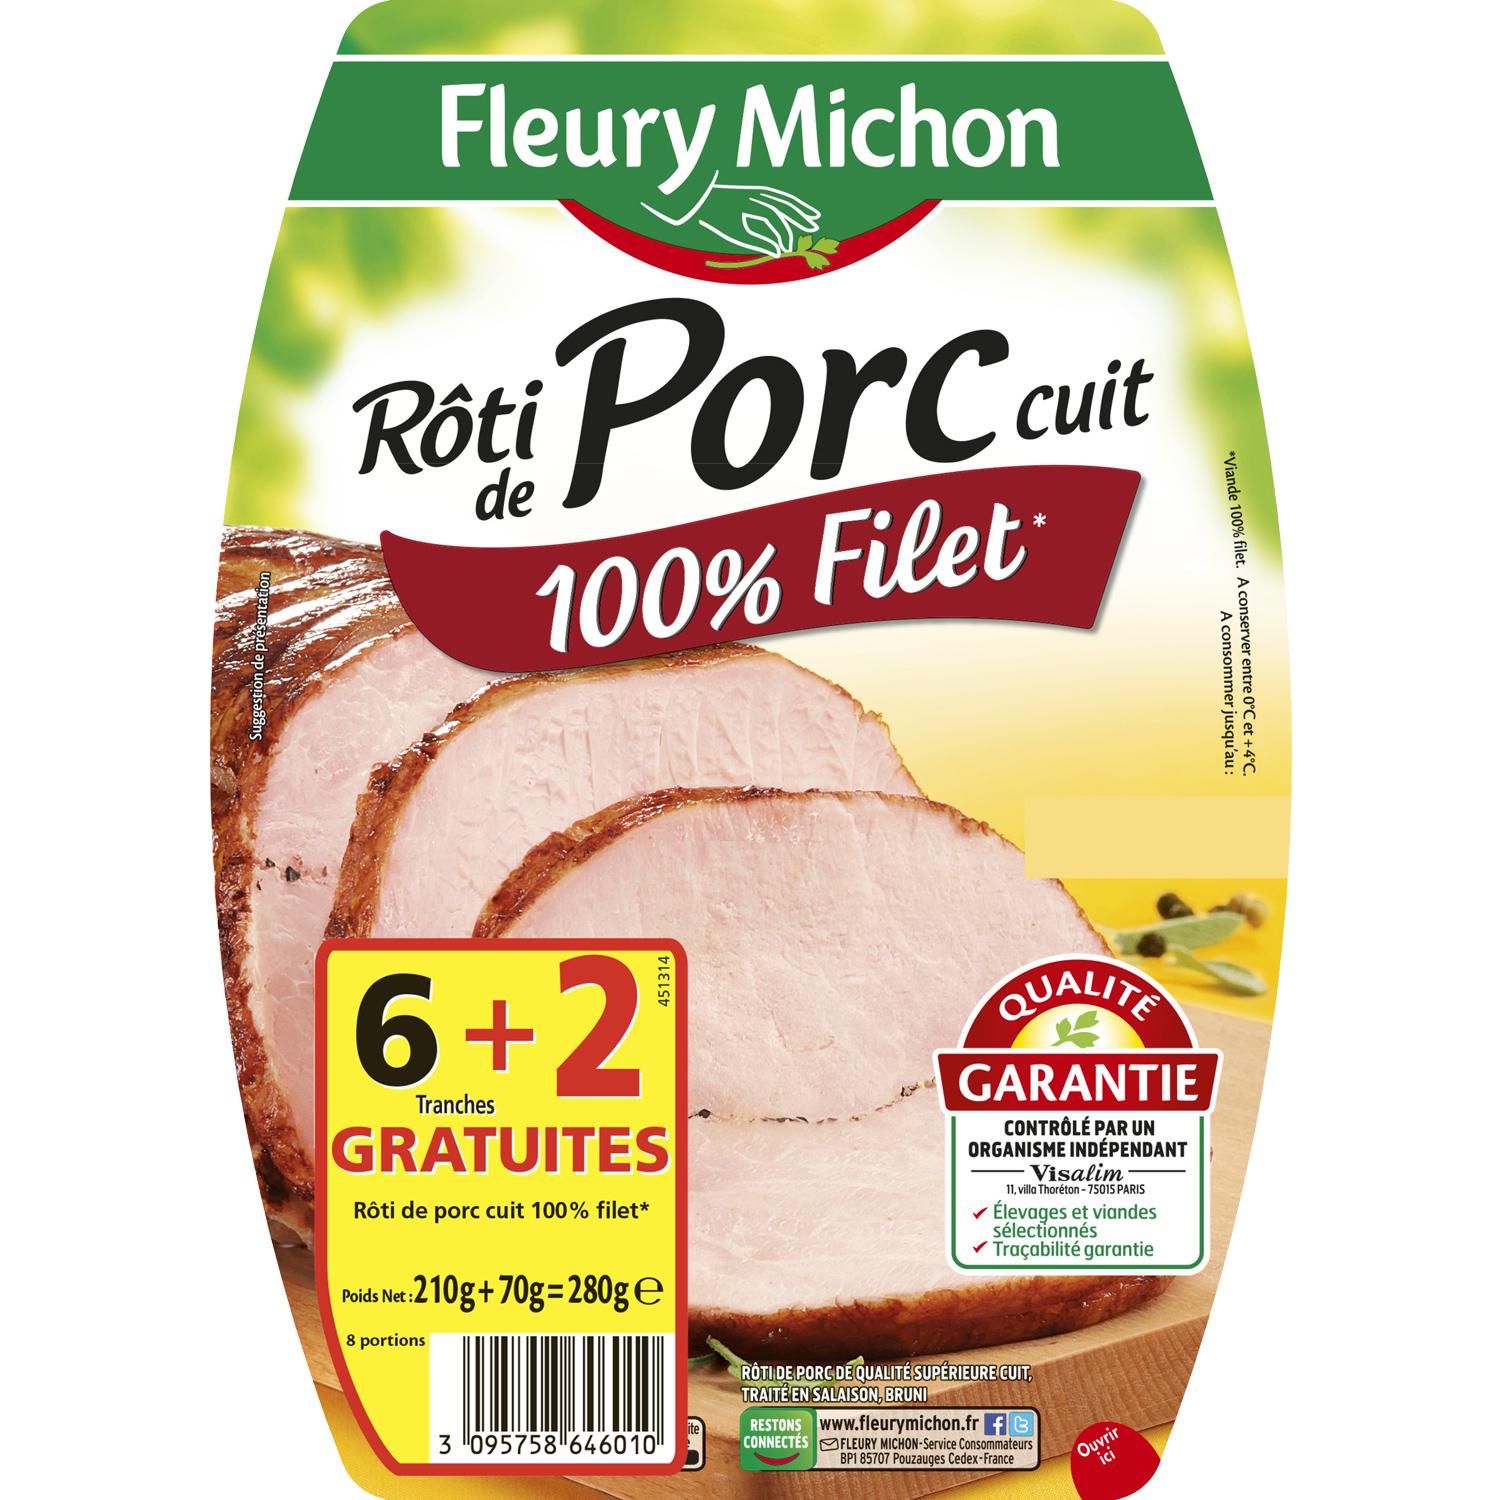 Fleury Michon
Rôti
de
Porc cuit
100% Filet*
*Viande 100% filet. A conserver entre 0°C et +4°C.
A consommer jusqu'au :
Suggestion de présentation
6+2
451314
Tranches
GRATUITES
Rôti de porc cuit 100% filet*
Poids Net : 210g+70g=280g e
8 portions
3 095758 646010
QUALITÉ
GARANTIE
CONTRÔLÉ PAR UN
ORGANISME INDÉPENDANT
Visalim
11, villa Thoréton - 75015 PARIS
✓ Élevages et viandes
sélectionnés
✓ Traçabilité garantie
RÔTI DE PORC DE QUALITÉ SUPÉRIEURE CUIT,
TRAITÉ EN SALAISON, BRUNI
RESTONS
CONNECTÉS
www.fleurymichon.fr
FLEURY MICHON-Service Consommateurs
BP1 85707 Pouzauges Cedex-France
Ouvrir
ici